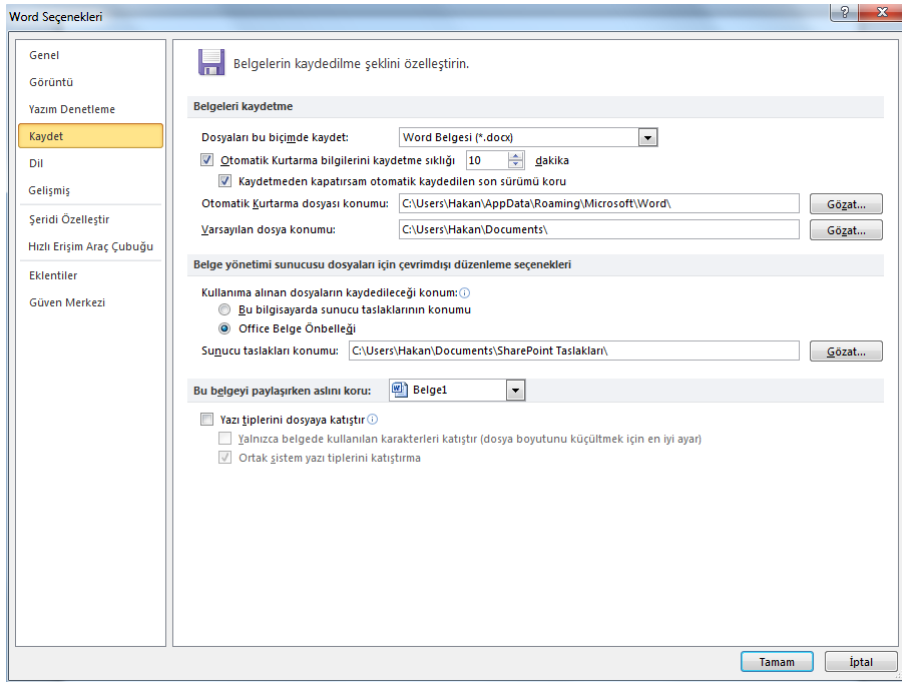 Word Seçenekleri
Genel
Görüntü
Yazım Denetleme
Kaydet
Dil
Gelişmiş
Şeridi Özelleştir
Hızlı Erişim Araç Çubuğu
Eklentiler
Güven Merkezi
Belgelerin kaydedilme şeklini özelleştirin.
Belgeleri kaydetme
Dosyaları bu biçimde kaydet: Word Belgesi (*.docx)
Otomatik Kurtarma bilgilerini kaydetme sıklığı 10 dakika
Kaydetmeden kapatırsam otomatik kaydedilen son sürümü koru
Otomatik Kurtarma dosyası konumu: C:\Users\Hakan\AppData\Roaming\Microsoft\Word\ Gözat...
Varsayılan dosya konumu: C:\Users\Hakan\Documents\ Gözat...
Belge yönetimi sunucusu dosyaları için çevrimdışı düzenleme seçenekleri
Kullanıma alınan dosyaların kaydedileceği konum:
Bu bilgisayarda sunucu taslaklarının konumu
Office Belge Önbelleği
Sunucu taslakları konumu: C:\Users\Hakan\Documents\SharePoint Taslakları\ Gözat...
Bu belgeyi paylaşırken aslını koru: Belge1
Yazı tiplerini dosyaya katıştır
Yalnızca belgede kullanılan karakterleri katıştır (dosya boyutunu küçültmek için en iyi ayar)
Ortak sistem yazı tiplerini katıştırma
Tamam İptal